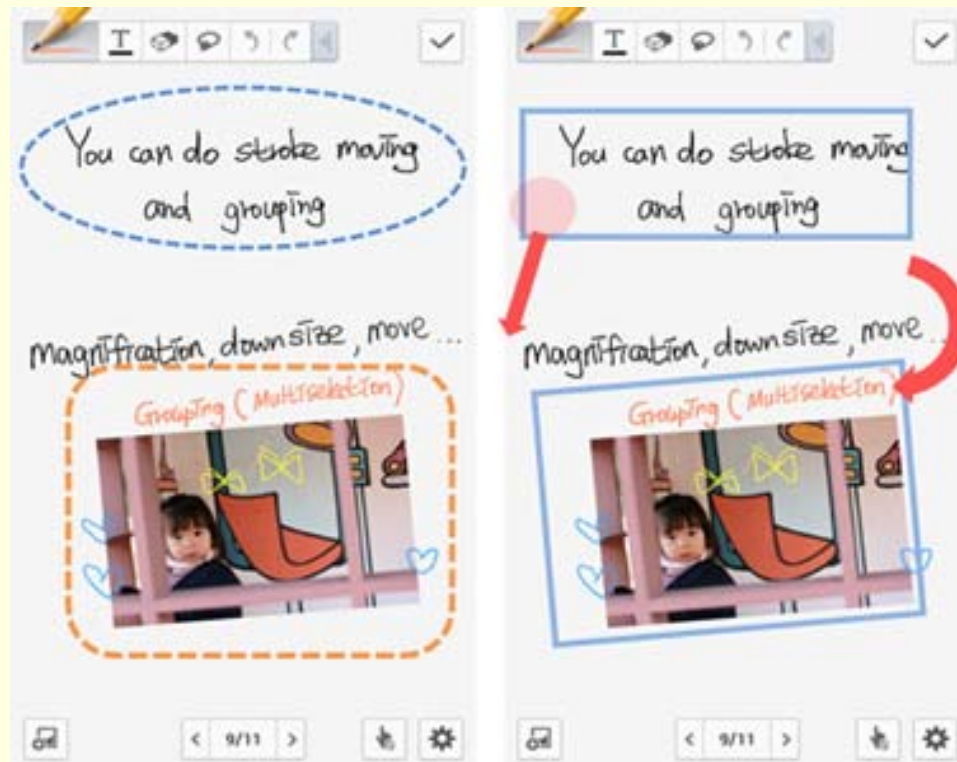 T
You can do stroke moving
and grouping
magnification, downsize, move ...
Grouping (Multiselection)
< 9/11 >
T
You can do stroke moving
and grouping
magnification, downsize, move ..
Grouping (Multiselection)
< 9/11 >